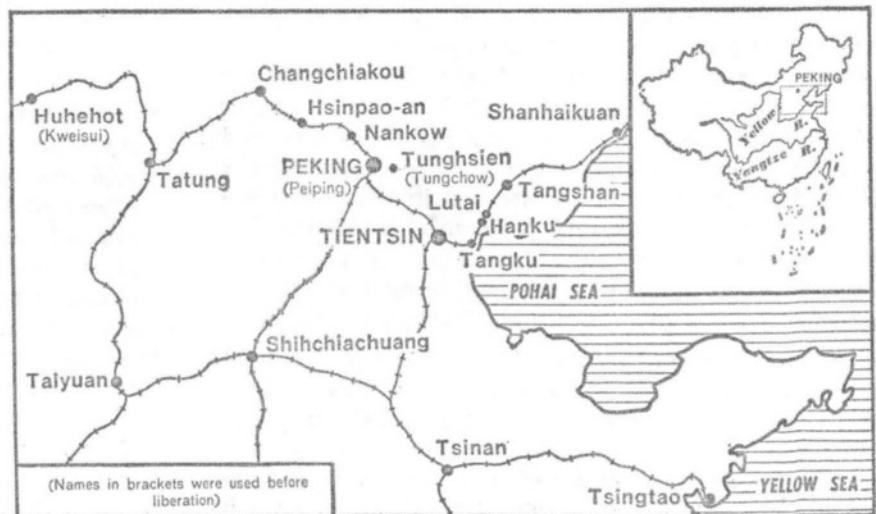 Changchiakou
Huhehot
(Kweisui)
Hsinpao-an
Nankow
Shanhaikuan
Tatung
PEKING
(Peiping)
Tunghsien
(Tungchow)
Tangshan
Lutai
Hanku
TIENTSIN
Tangku
POHAI SEA
Shihchiachuang
Taiyuan
Tsinan
Tsingtao
YELLOW SEA
(Names in brackets were used before
liberation)
PEKING
Yellow R.
Yangtze R.